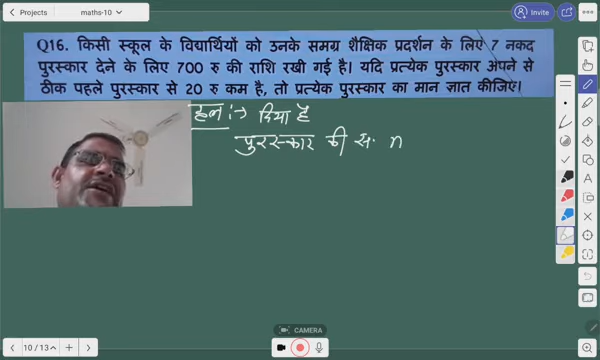 Projects
maths-10
Invite
Q16. किसी स्कूल के विद्यार्थियों को उनके समग्र शैक्षिक प्रदर्शन के लिए 7 नकद
पुरस्कार देने के लिए 700 रु की राशि रखी गई है। यदि प्रत्येक पुरस्कार अपने से
ठीक पहले पुरस्कार से 20 रु कम है, तो प्रत्येक पुरस्कार का मान ज्ञात कीजिए।
हल :→ दिया है
पुरस्कार की सं. n
CAMERA
10 / 13